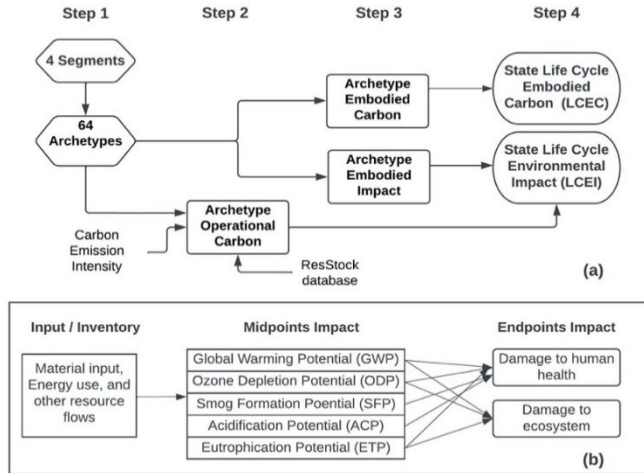 Step 1
Step 2
Step 3
Step 4
4 Segments
64
Archetypes
Archetype
Embodied
Carbon
State Life Cycle
Embodied
Carbon (LCEC)
Archetype
Embodied
Impact
State Life Cycle
Environmental
Impact (LCEI)
Archetype
Operational
Carbon
Carbon
Emission
Intensity
ResStock
database
(a)
Input / Inventory
Midpoints Impact
Endpoints Impact
Material input,
Energy use, and
other resource
flows
Global Warming Potential (GWP)
Ozone Depletion Potential (ODP)
Smog Formation Poential (SFP)
Acidification Potential (ACP)
Eutrophication Potential (ETP)
Damage to human
health
Damage to
ecosystem
(b)